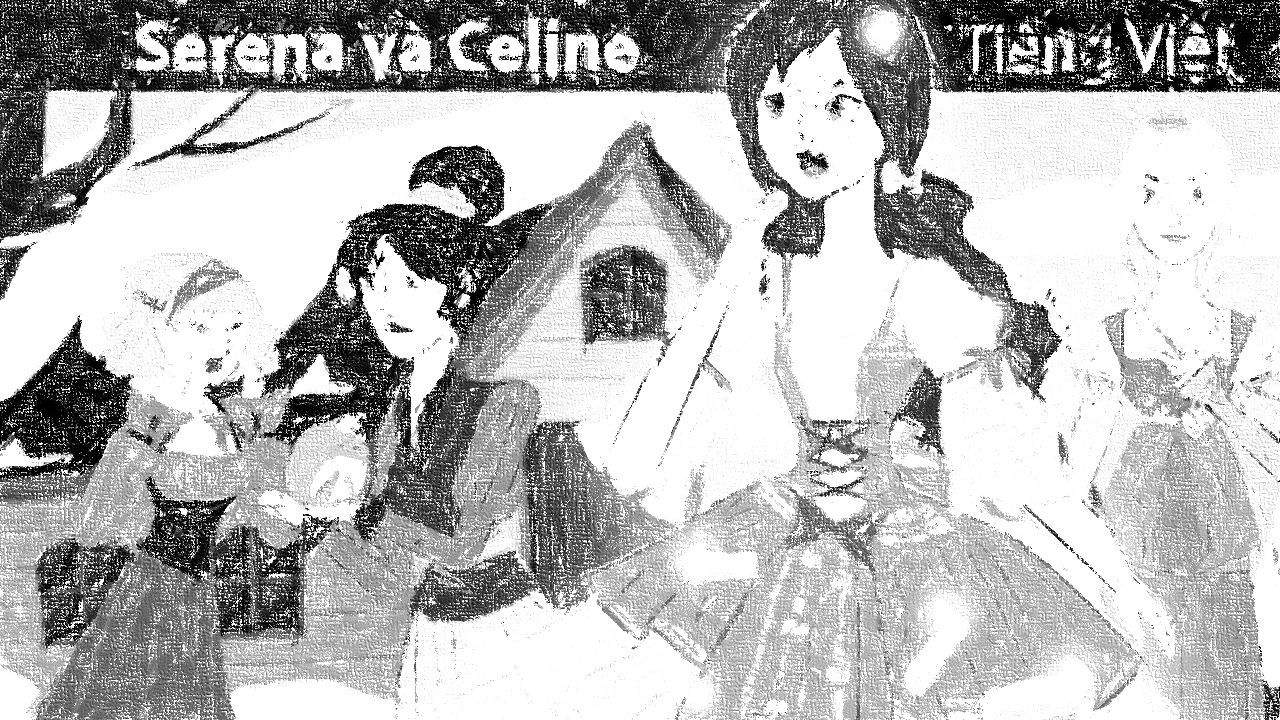 Serena và Celine
Tiếng Việt